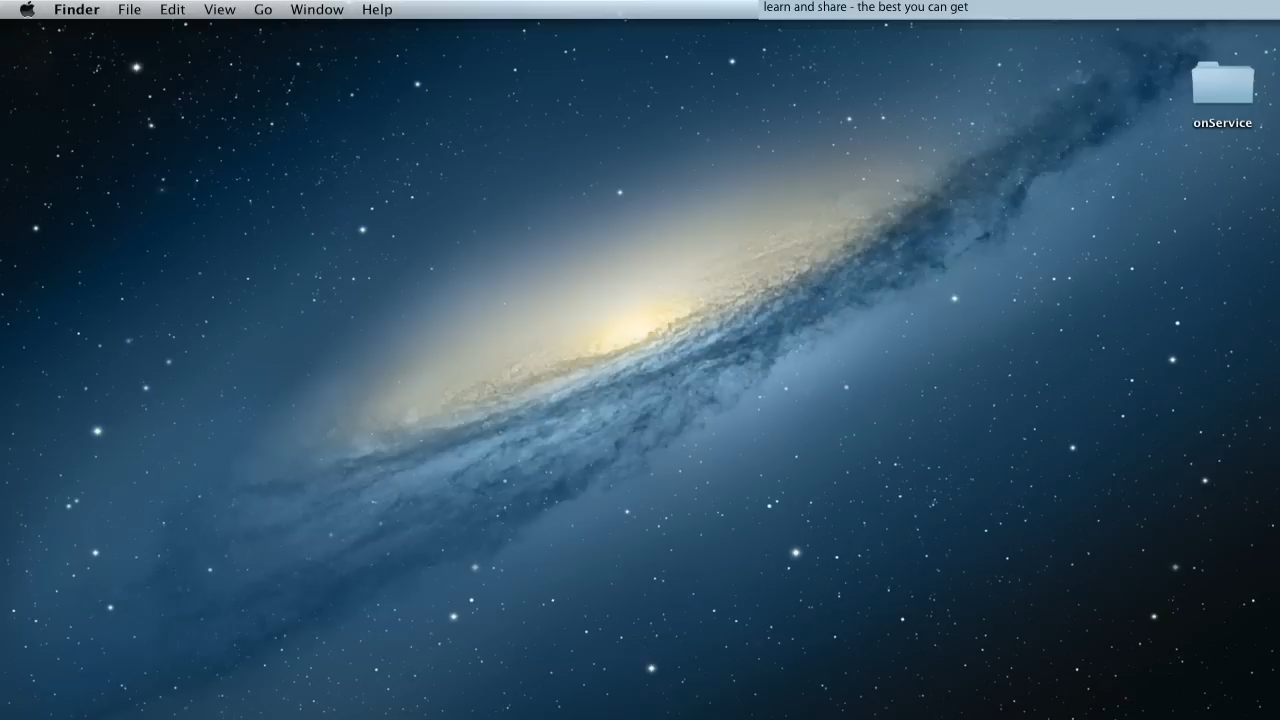 Finder File Edit View Go Window Help
learn and share - the best you can get
onService